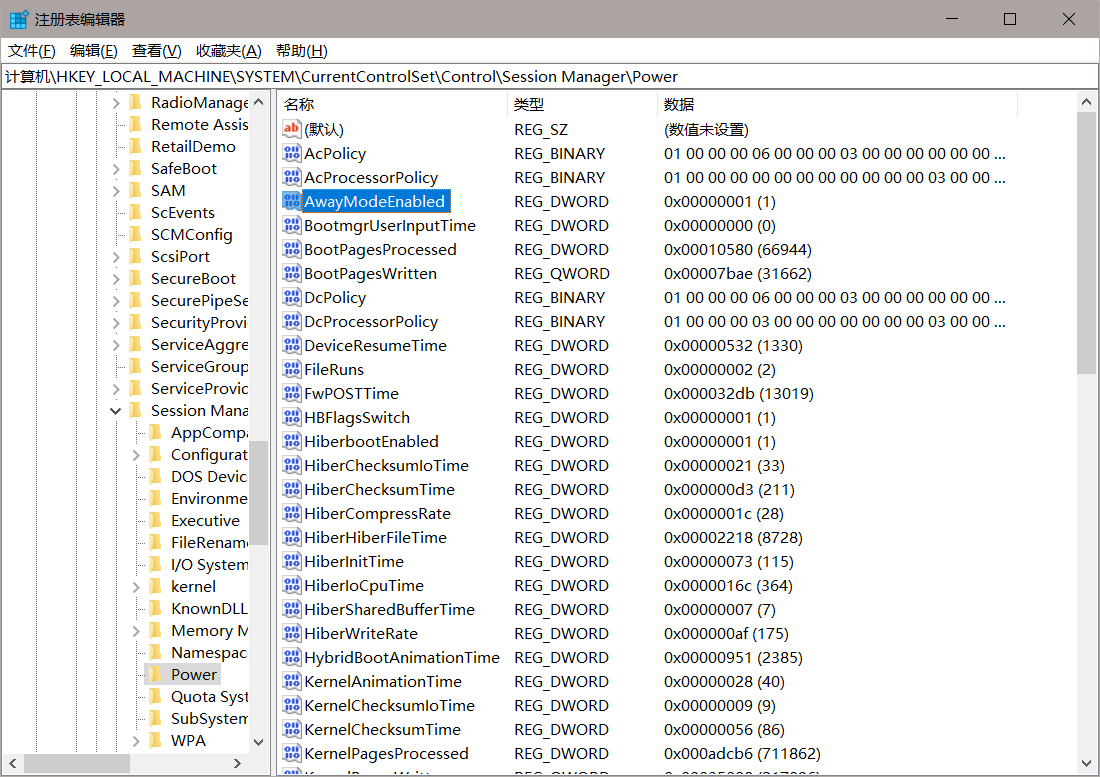 注册表编辑器
文件(F) 编辑(E) 查看(V) 收藏夹(A) 帮助(H)
计算机\HKEY_LOCAL_MACHINE\SYSTEM\CurrentControlSet\Control\Session Manager\Power
RadioManage
Remote Assis
RetailDemo
SafeBoot
SAM
ScEvents
SCMConfig
ScsiPort
SecureBoot
SecurePipeSe
SecurityProvi
ServiceAggre
ServiceGroup
ServiceProvic
Session Mana
AppCompa
Configurat
DOS Devic
Environme
Executive
FileRename
I/O System
kernel
KnownDLL
Memory M
Namespac
Power
Quota Syst
SubSystem
WPA
名称 类型 数据
(默认) REG_SZ (数值未设置)
AcPolicy REG_BINARY 01 00 00 00 06 00 00 00 03 00 00 00 00 00 00 ...
AcProcessorPolicy REG_BINARY 01 00 00 00 00 00 00 00 00 00 00 00 03 00 00 ...
AwayModeEnabled REG_DWORD 0x00000001 (1)
BootmgrUserInputTime REG_DWORD 0x00000000 (0)
BootPagesProcessed REG_DWORD 0x00010580 (66944)
BootPagesWritten REG_QWORD 0x00007bae (31662)
DcPolicy REG_BINARY 01 00 00 00 06 00 00 00 03 00 00 00 00 00 00 ...
DcProcessorPolicy REG_BINARY 01 00 00 00 03 00 00 00 00 00 00 00 03 00 00 ...
DeviceResumeTime REG_DWORD 0x00000532 (1330)
FileRuns REG_DWORD 0x00000002 (2)
FwPOSTTime REG_DWORD 0x000032db (13019)
HBFlagsSwitch REG_DWORD 0x00000001 (1)
HiberbootEnabled REG_DWORD 0x00000001 (1)
HiberChecksumIoTime REG_DWORD 0x00000021 (33)
HiberChecksumTime REG_DWORD 0x000000d3 (211)
HiberCompressRate REG_DWORD 0x0000001c (28)
HiberHiberFileTime REG_DWORD 0x00002218 (8728)
HiberInitTime REG_DWORD 0x00000073 (115)
HiberIoCpuTime REG_DWORD 0x0000016c (364)
HiberSharedBufferTime REG_DWORD 0x00000007 (7)
HiberWriteRate REG_DWORD 0x000000af (175)
HybridBootAnimationTime REG_DWORD 0x00000951 (2385)
KernelAnimationTime REG_DWORD 0x00000028 (40)
KernelChecksumIoTime REG_DWORD 0x00000009 (9)
KernelChecksumTime REG_DWORD 0x00000056 (86)
KernelPagesProcessed REG_DWORD 0x000adcb6 (711862)